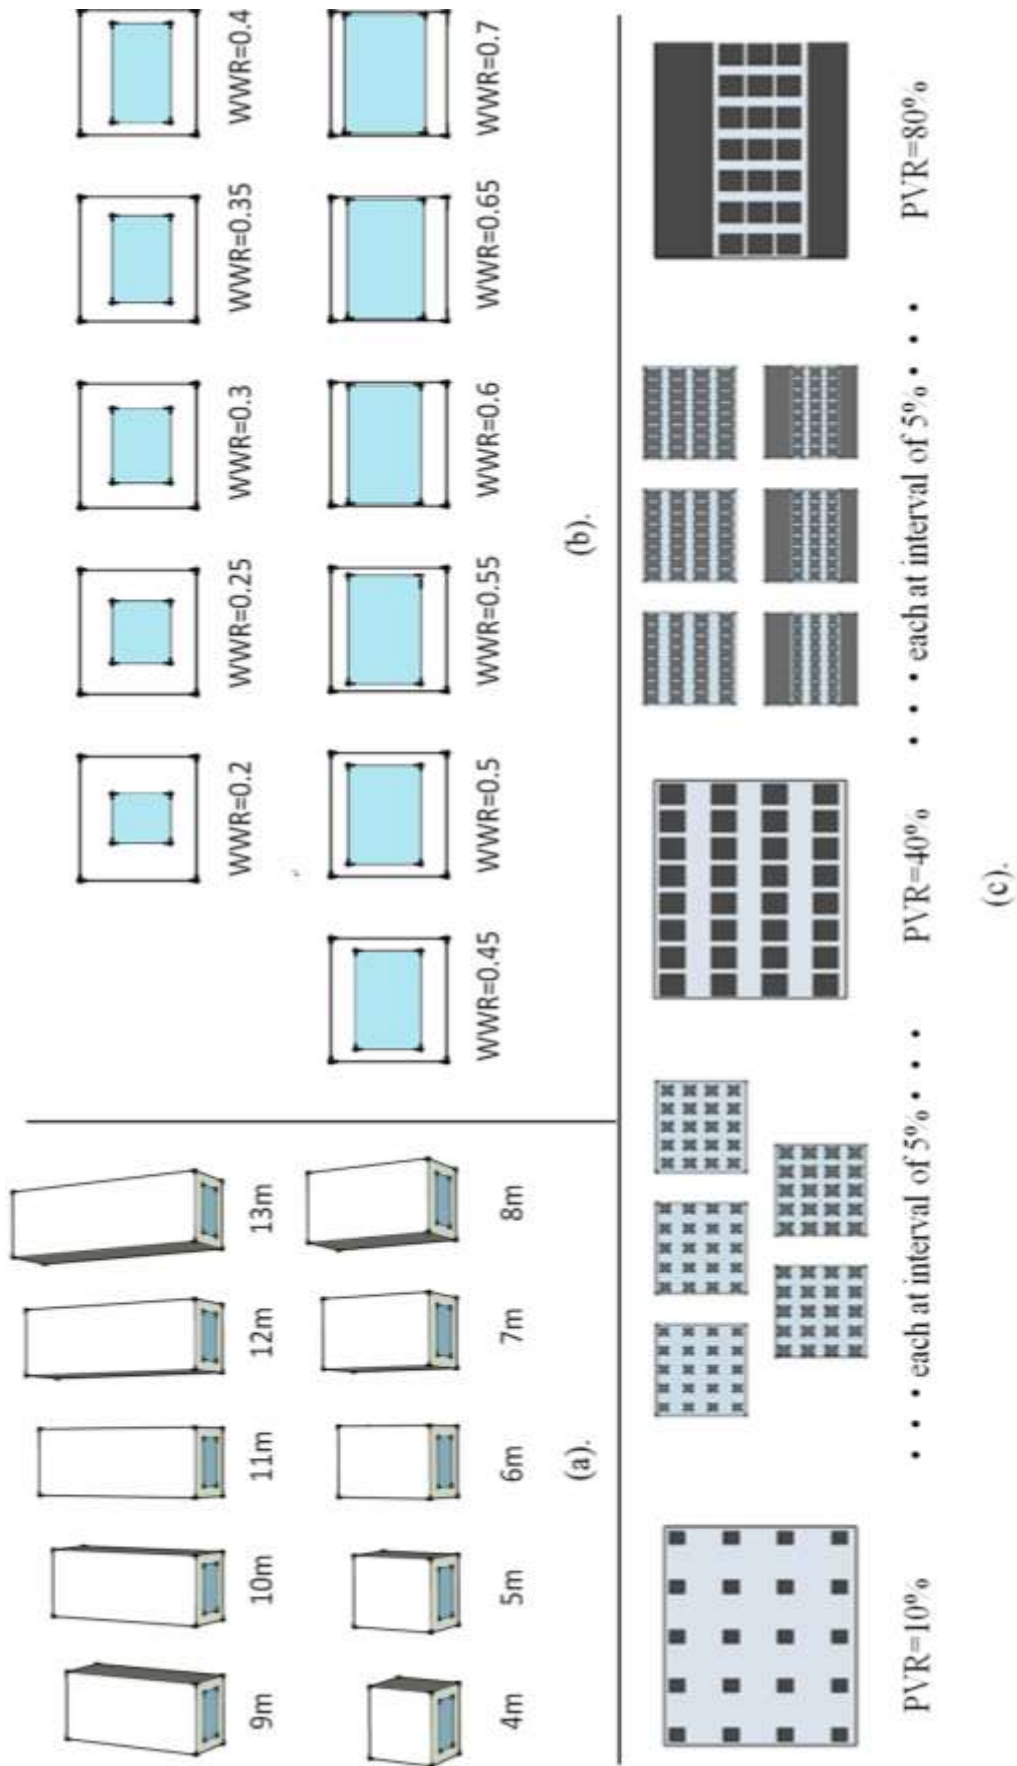 9m 10m 11m 12m 13m
4m 5m 6m 7m 8m
(a).
WWR=0.2 WWR=0.25 WWR=0.3 WWR=0.35 WWR=0.4
WWR=0.45 WWR=0.5 WWR=0.55 WWR=0.6 WWR=0.65 WWR=0.7
(b).
PVR=10% • • • each at interval of 5% • • • PVR=40% • • • each at interval of 5% • • • PVR=80%
(c).